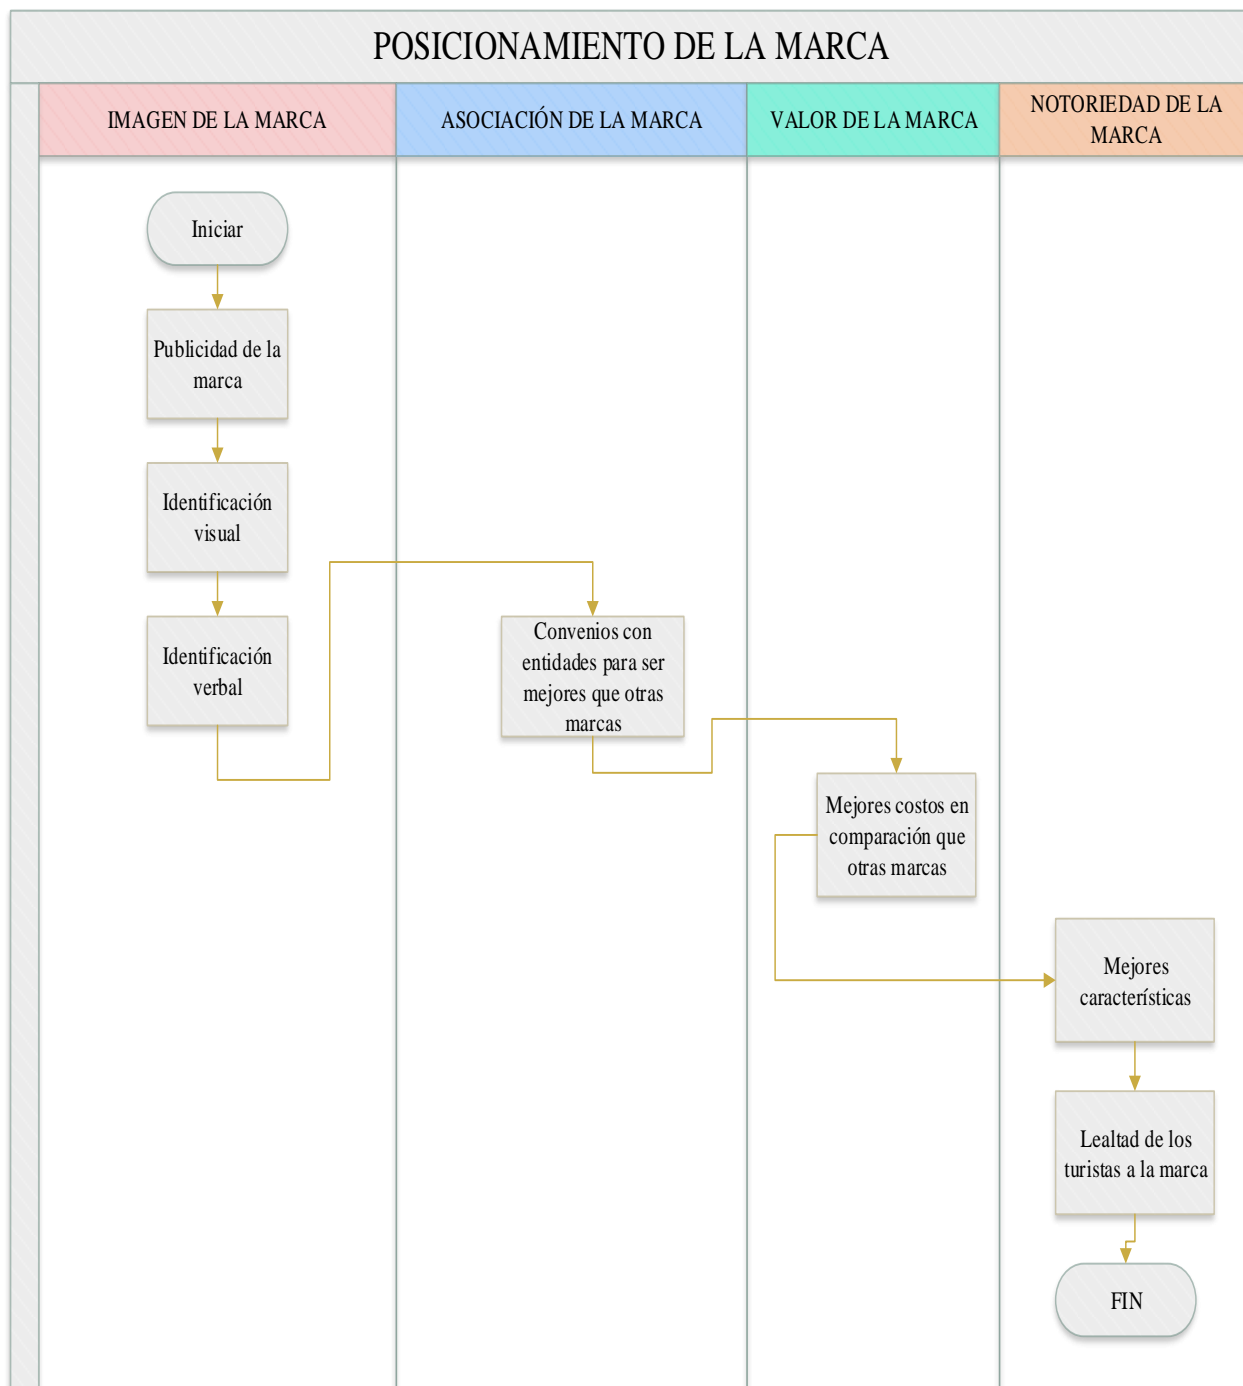 POSICIONAMIENTO DE LA MARCA
IMAGEN DE LA MARCA
ASOCIACIÓN DE LA MARCA
VALOR DE LA MARCA
NOTORIEDAD DE LA
MARCA
Iniciar
Publicidad de la
marca
Identificación
visual
Identificación
verbal
Convenios con
entidades para ser
mejores que otras
marcas
Mejores costos en
comparación que
otras marcas
Mejores
características
Lealtad de los
turistas a la marca
FIN